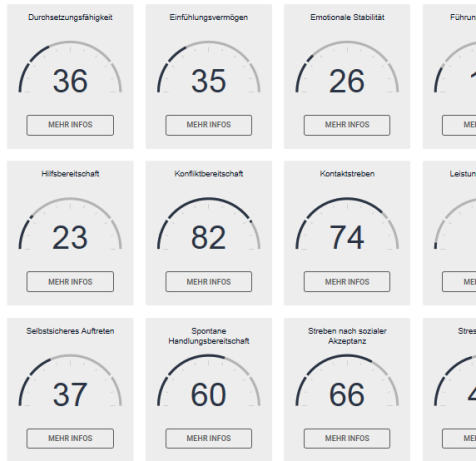 Durchsetzungsfähigkeit
Einfühlungsvermögen
Emotionale Stabilität
36
35
26
MEHR INFOS
MEHR INFOS
MEHR INFOS
Hilfsbereitschaft
Konfliktbereitschaft
Kontaktstreben
23
82
74
MEHR INFOS
MEHR INFOS
MEHR INFOS
Selbstsicheres Auftreten
Spontane
Handlungsbereitschaft
Streben nach sozialer
Akzeptanz
37
60
66
MEHR INFOS
MEHR INFOS
MEHR INFOS